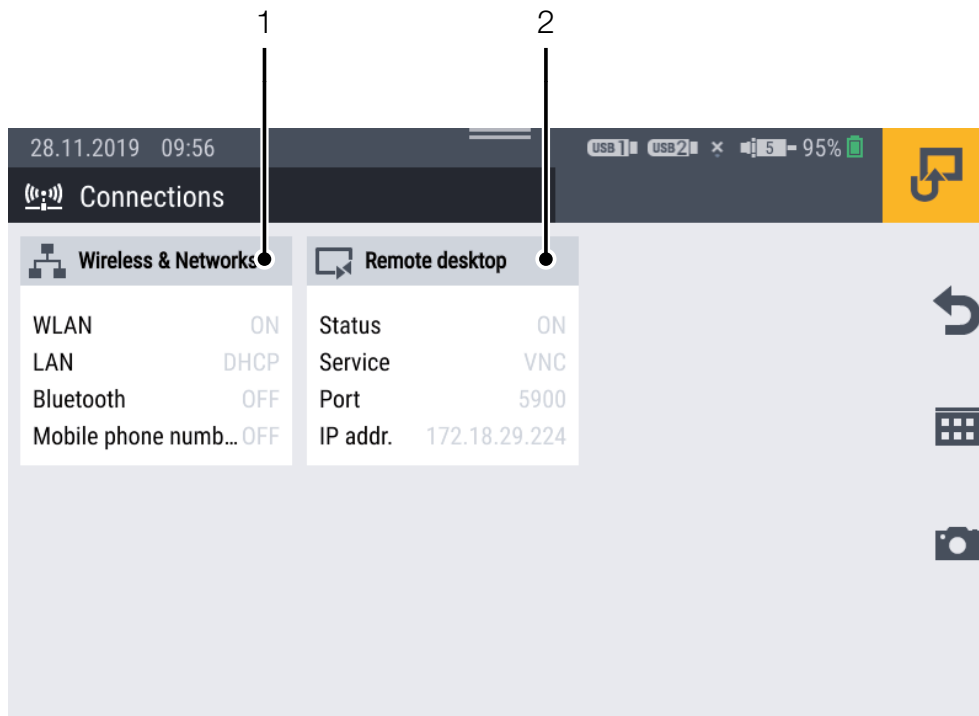 1 2
28.11.2019 09:56 USB 1 USB 2 5 95%
Connections
Wireless & Networks Remote desktop
WLAN ON Status ON
LAN DHCP Service VNC
Bluetooth OFF Port 5900
Mobile phone numb... OFF IP addr. 172.18.29.224